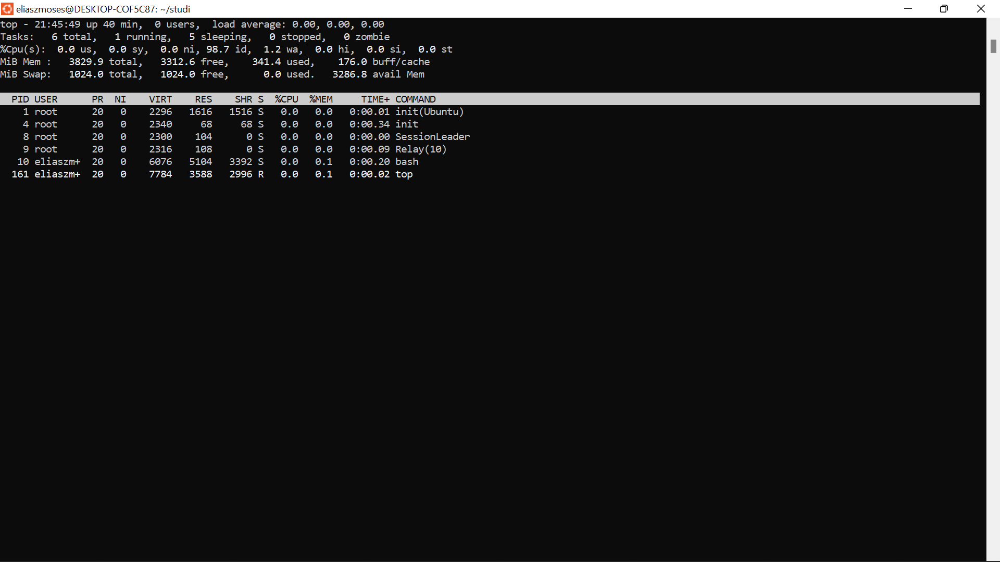 eliaszmoses@DESKTOP-COF5C87: ~/studi
top - 21:45:49 up 40 min,  0 users,  load average: 0.00, 0.00, 0.00
Tasks:   6 total,   1 running,   5 sleeping,   0 stopped,   0 zombie
%Cpu(s):  0.0 us,  0.0 sy,  0.0 ni, 98.7 id,  1.2 wa,  0.0 hi,  0.0 si,  0.0 st
MiB Mem :   3829.9 total,   3312.6 free,    341.4 used,    176.0 buff/cache
MiB Swap:   1024.0 total,   1024.0 free,      0.0 used.   3286.8 avail Mem
  PID USER      PR  NI    VIRT    RES    SHR S  %CPU  %MEM     TIME+ COMMAND
    1 root      20   0    2296   1616   1516 S   0.0   0.0   0:00.01 init(Ubuntu)
    4 root      20   0    2340     68     68 S   0.0   0.0   0:00.34 init
    8 root      20   0    2300    104      0 S   0.0   0.0   0:00.00 SessionLeader
    9 root      20   0    2316    108      0 S   0.0   0.0   0:00.09 Relay(10)
   10 eliaszm+  20   0    6076   5104   3392 S   0.0   0.1   0:00.20 bash
  161 eliaszm+  20   0    7784   3588   2996 R   0.0   0.1   0:00.02 top